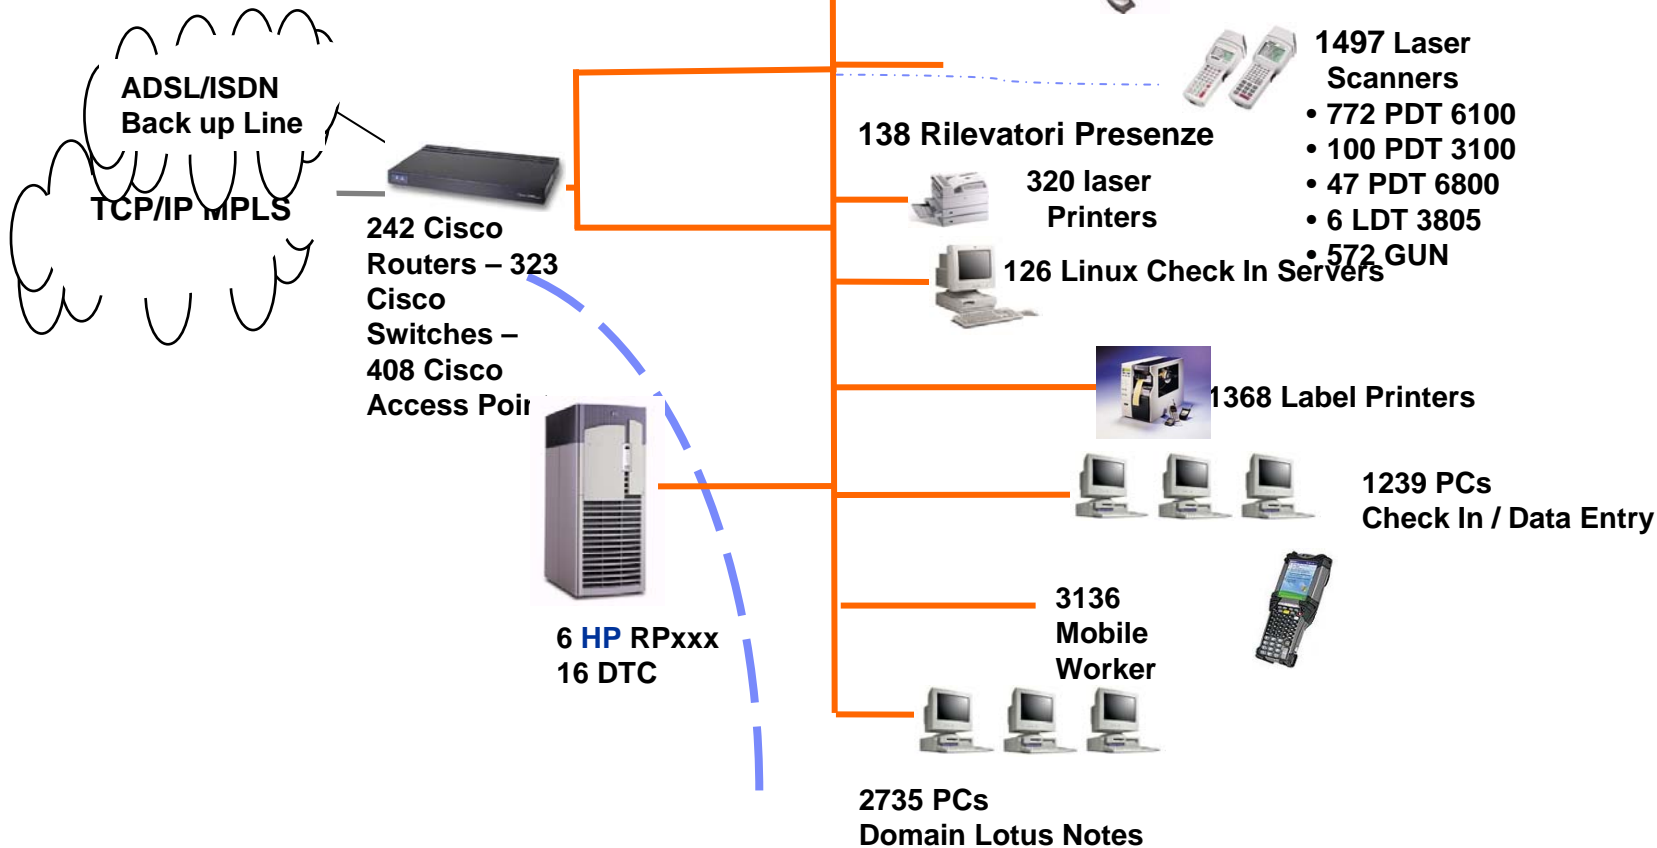 ADSL/ISDN
Back up Line
TCP/IP MPLS
242 Cisco
Routers – 323
Cisco
Switches –
408 Cisco
Access
6 HP RPxxx
16 DTC
1497 Laser
Scanners
• 772 PDT 6100
• 100 PDT 3100
• 47 PDT 6800
• 6 LDT 3805
• 572 GUN
138 Rilevatori Presenze
320 laser
Printers
126 Linux Check In Servers
1368 Label Printers
1239 PCs
Check In / Data Entry
3136
Mobile
Worker
2735 PCs
Domain Lotus Notes